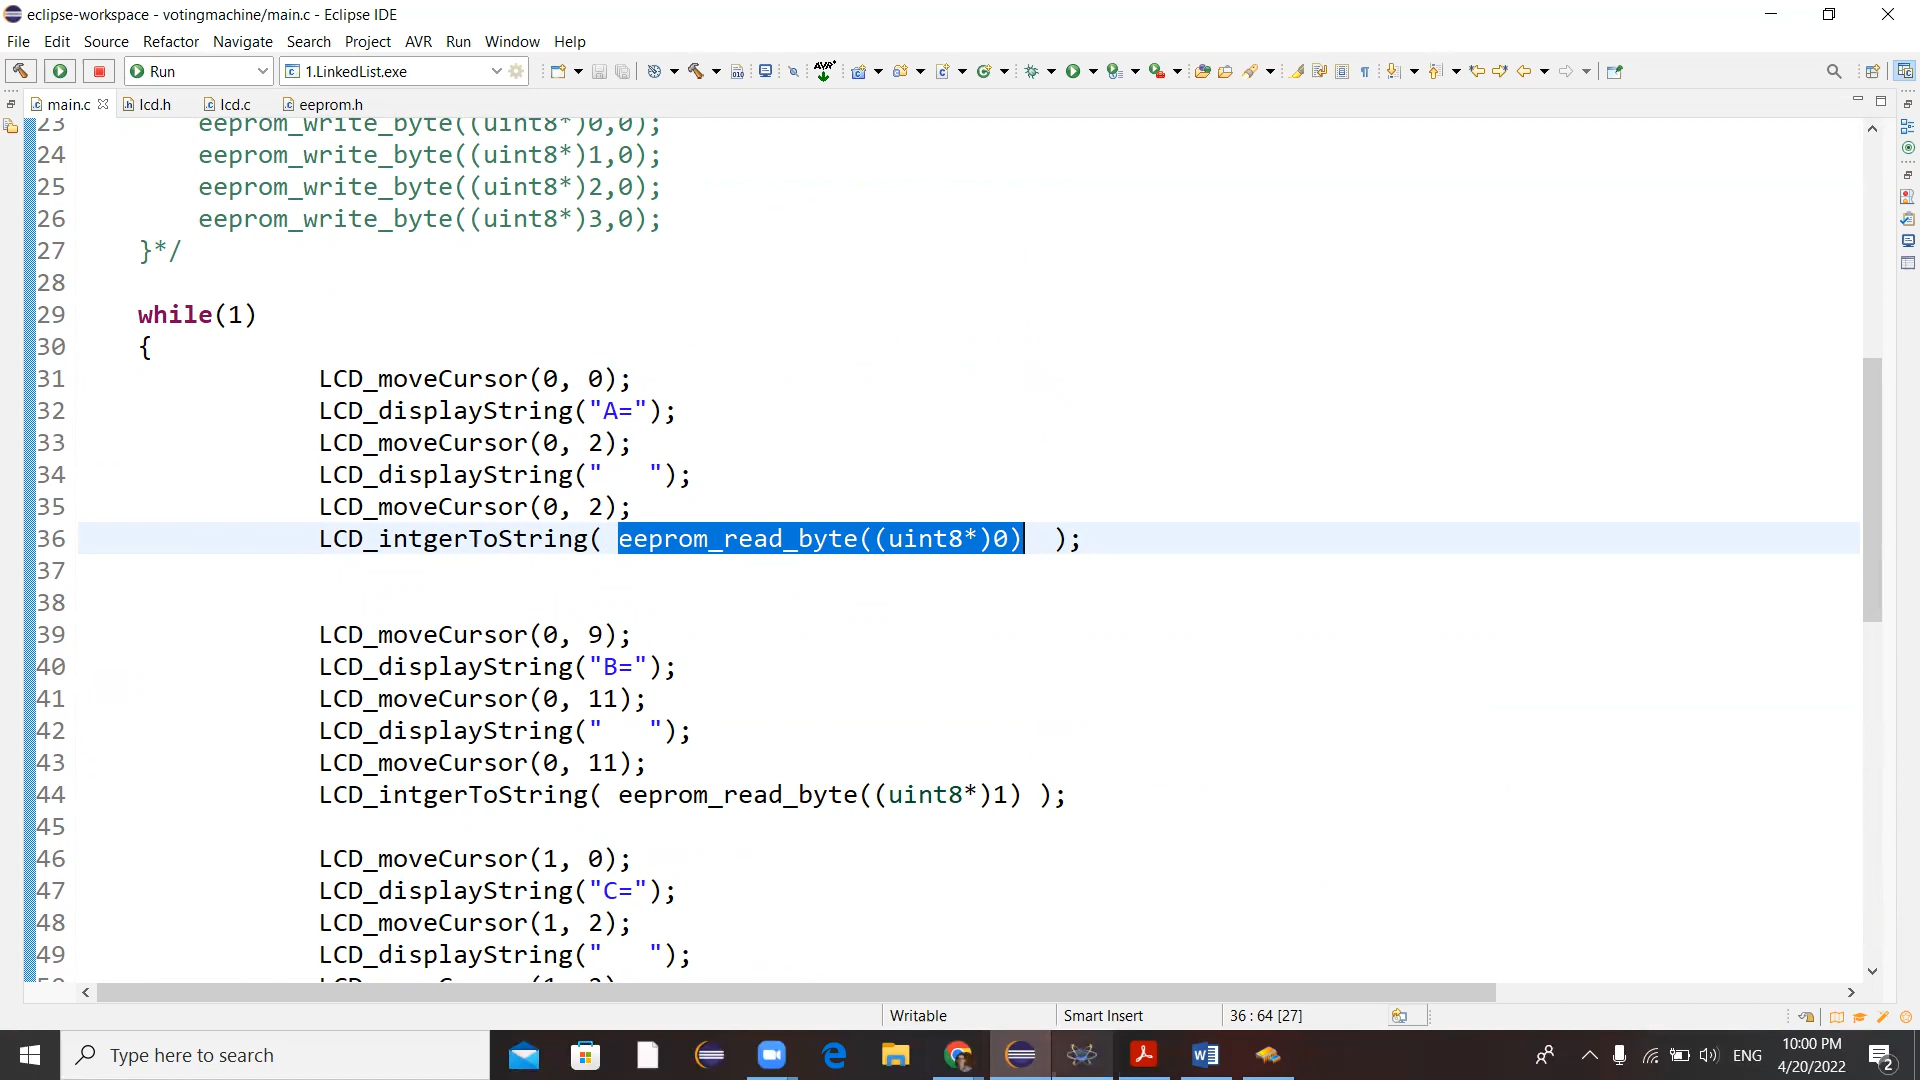 eclipse-workspace - votingmachine/main.c - Eclipse IDE
File Edit Source Refactor Navigate Search Project AVR Run Window Help
Run 1.LinkedList.exe
main.c lcd.h lcd.c eeprom.h
23 eeprom_write_byte((uint8*)0,0);
24 eeprom_write_byte((uint8*)1,0);
25 eeprom_write_byte((uint8*)2,0);
26 eeprom_write_byte((uint8*)3,0);
27 }*/
28
29 while(1)
30 {
31 LCD_moveCursor(0, 0);
32 LCD_displayString("A=");
33 LCD_moveCursor(0, 2);
34 LCD_displayString("   ");
35 LCD_moveCursor(0, 2);
36 LCD_intgerToString( eeprom_read_byte((uint8*)0)  );
37
38
39 LCD_moveCursor(0, 9);
40 LCD_displayString("B=");
41 LCD_moveCursor(0, 11);
42 LCD_displayString("   ");
43 LCD_moveCursor(0, 11);
44 LCD_intgerToString( eeprom_read_byte((uint8*)1) );
45
46 LCD_moveCursor(1, 0);
47 LCD_displayString("C=");
48 LCD_moveCursor(1, 2);
49 LCD_displayString("   ");
Writable Smart Insert 36 : 64 [27]
Type here to search
ENG
10:00 PM
4/20/2022
2